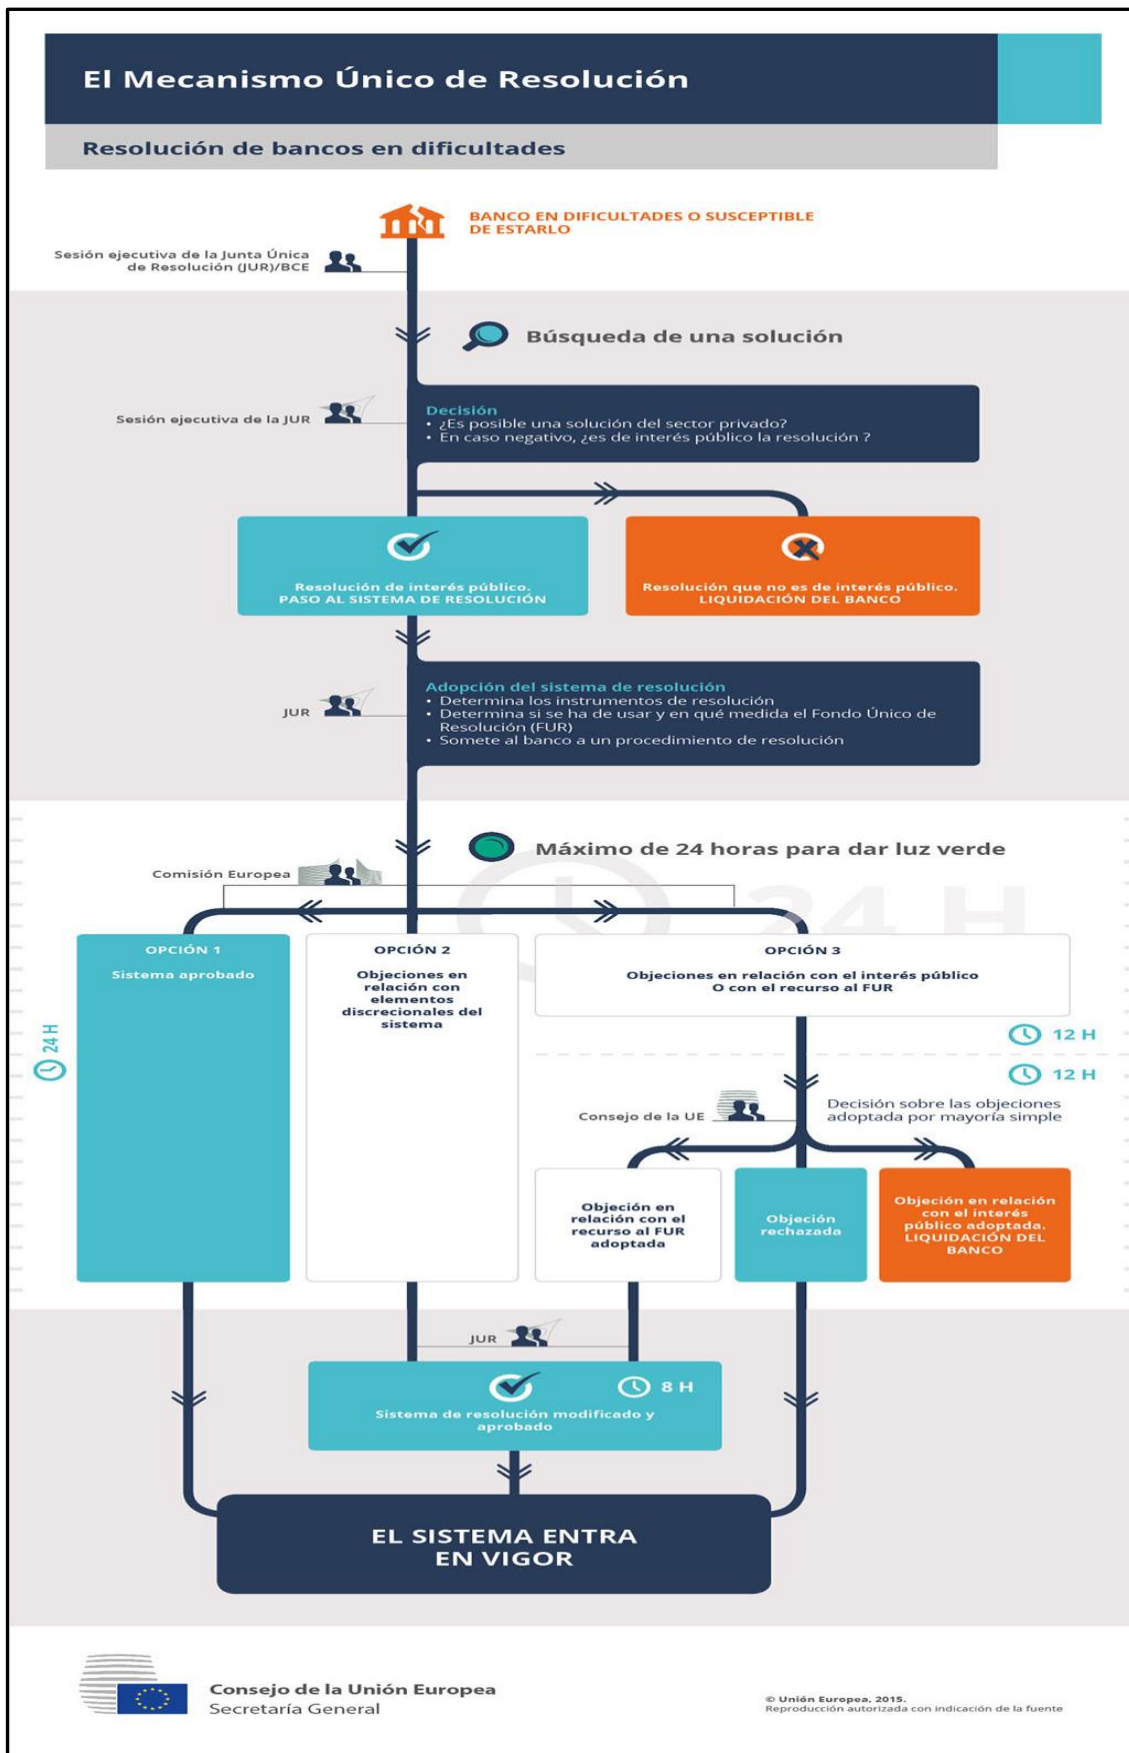 El Mecanismo Único de Resolución
Resolución de bancos en dificultades
BANCO EN DIFICULTADES O SUSCEPTIBLE
DE ESTARLO
Sesión ejecutiva de la Junta Única
de Resolución (JUR)/BCE
Búsqueda de una solución
Sesión ejecutiva de la JUR
Decisión
• ¿Es posible una solución del sector privado?
• En caso negativo, ¿es de interés público la resolución ?
Resolución de interés público.
PASO AL SISTEMA DE RESOLUCIÓN
Resolución que no es de interés público.
LIQUIDACIÓN DEL BANCO
JUR
Adopción del sistema de resolución
• Determina los instrumentos de resolución
• Determina si se ha de usar y en qué medida el Fondo Único de
Resolución (FUR)
• Somete al banco a un procedimiento de resolución
Máximo de 24 horas para dar luz verde
24 H
Comisión Europea
OPCIÓN 1
Sistema aprobado
OPCIÓN 2
Objeciones en
relación con
elementos
discrecionales del
sistema
OPCIÓN 3
Objeciones en relación con el interés público
O con el recurso al FUR
24 H
12 H
12 H
Consejo de la UE
Decisión sobre las objeciones
adoptada por mayoría simple
Objeción en
relación con el
recurso al FUR
adoptada
Objeción
rechazada
Objeción en relación
con el interés
público adoptada.
LIQUIDACIÓN DEL
BANCO
JUR
8 H
Sistema de resolución modificado y
aprobado
EL SISTEMA ENTRA
EN VIGOR
Consejo de la Unión Europea
Secretaría General
© Unión Europea, 2015.
Reproducción autorizada con indicación de la fuente